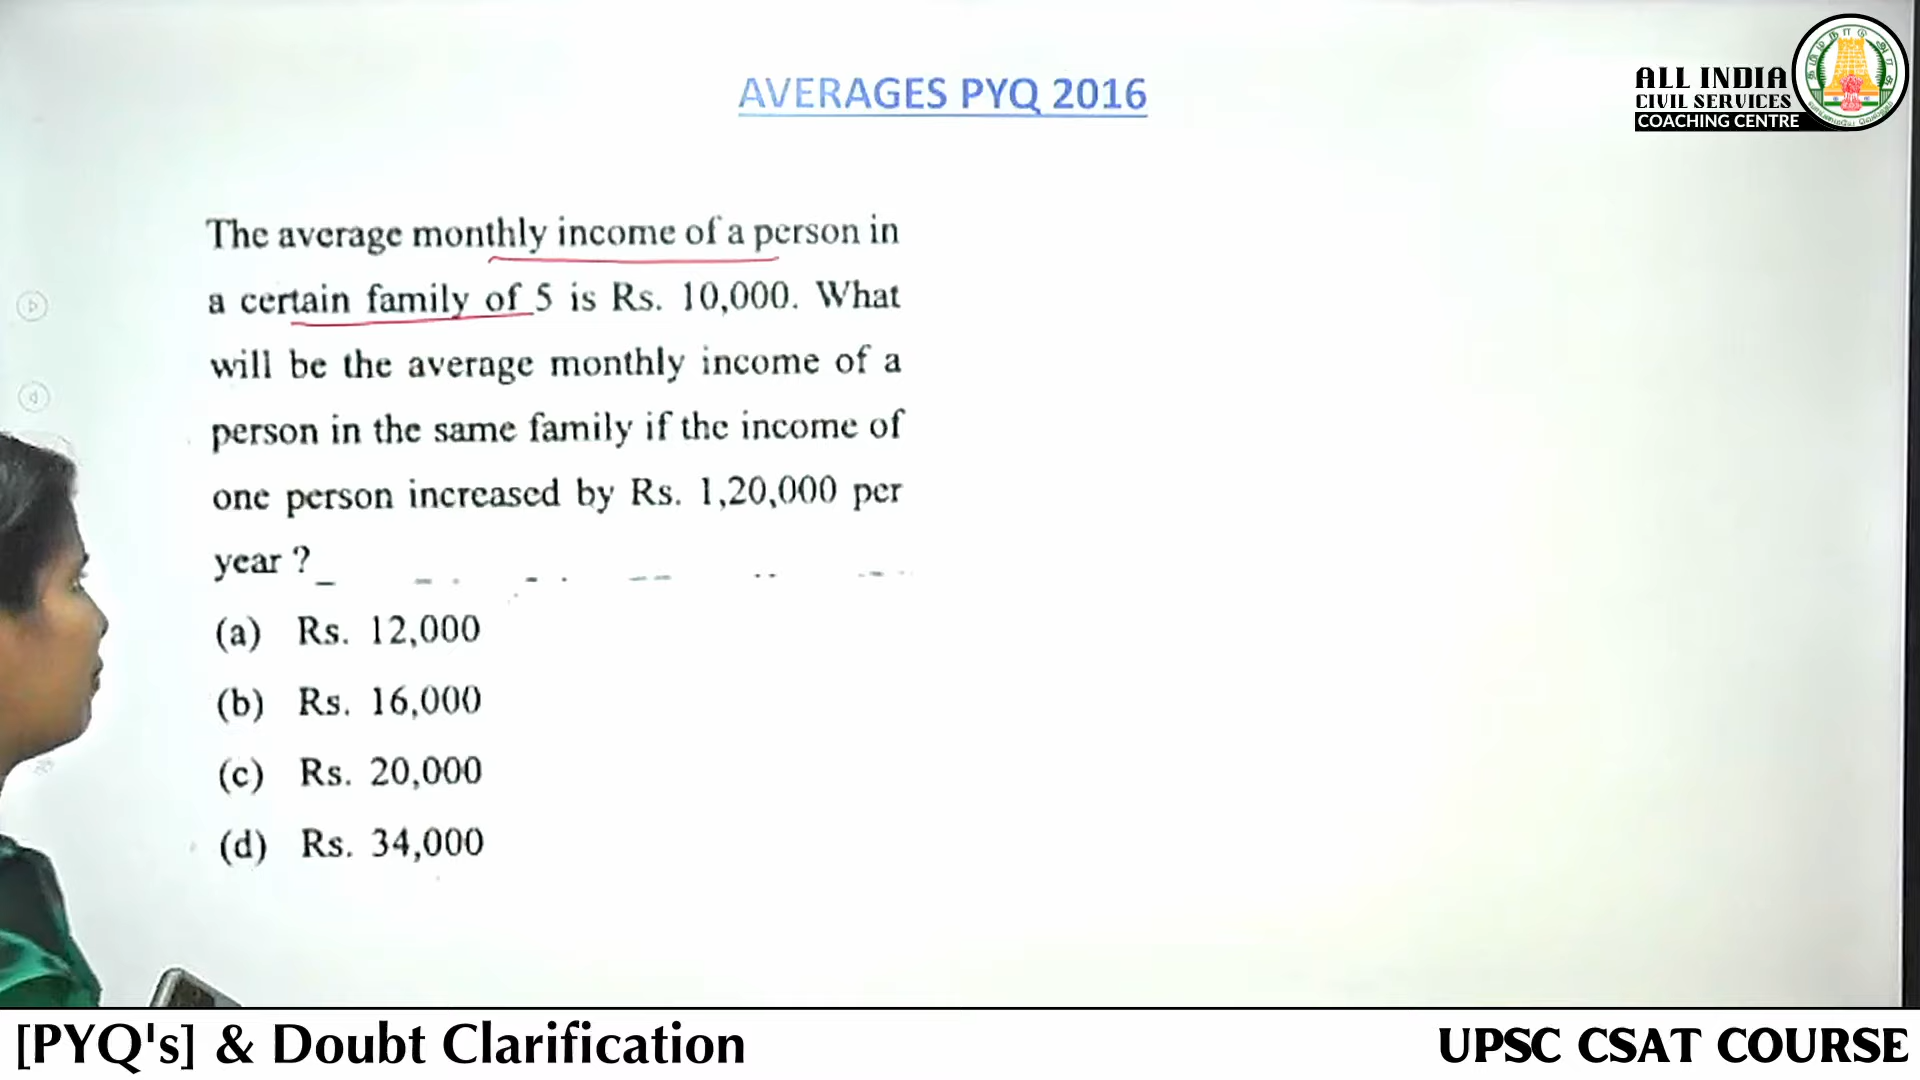 AVERAGES PYQ 2016
ALL INDIA
CIVIL SERVICES
COACHING CENTRE
The average monthly income of a person in
a certain family of 5 is Rs. 10,000. What
will be the average monthly income of a
person in the same family if the income of
one person increased by Rs. 1,20,000 per
year ?
(a) Rs. 12,000
(b) Rs. 16,000
(c) Rs. 20,000
(d) Rs. 34,000
[PYQ's] & Doubt Clarification
UPSC CSAT COURSE